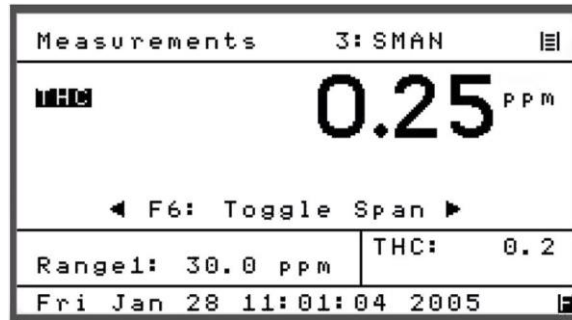 Measurements 3:SMAN
THC 0.25 ppm
◀ F6: Toggle Span ▶
Range1: 30.0 ppm THC: 0.2
Fri Jan 28 11:01:04 2005